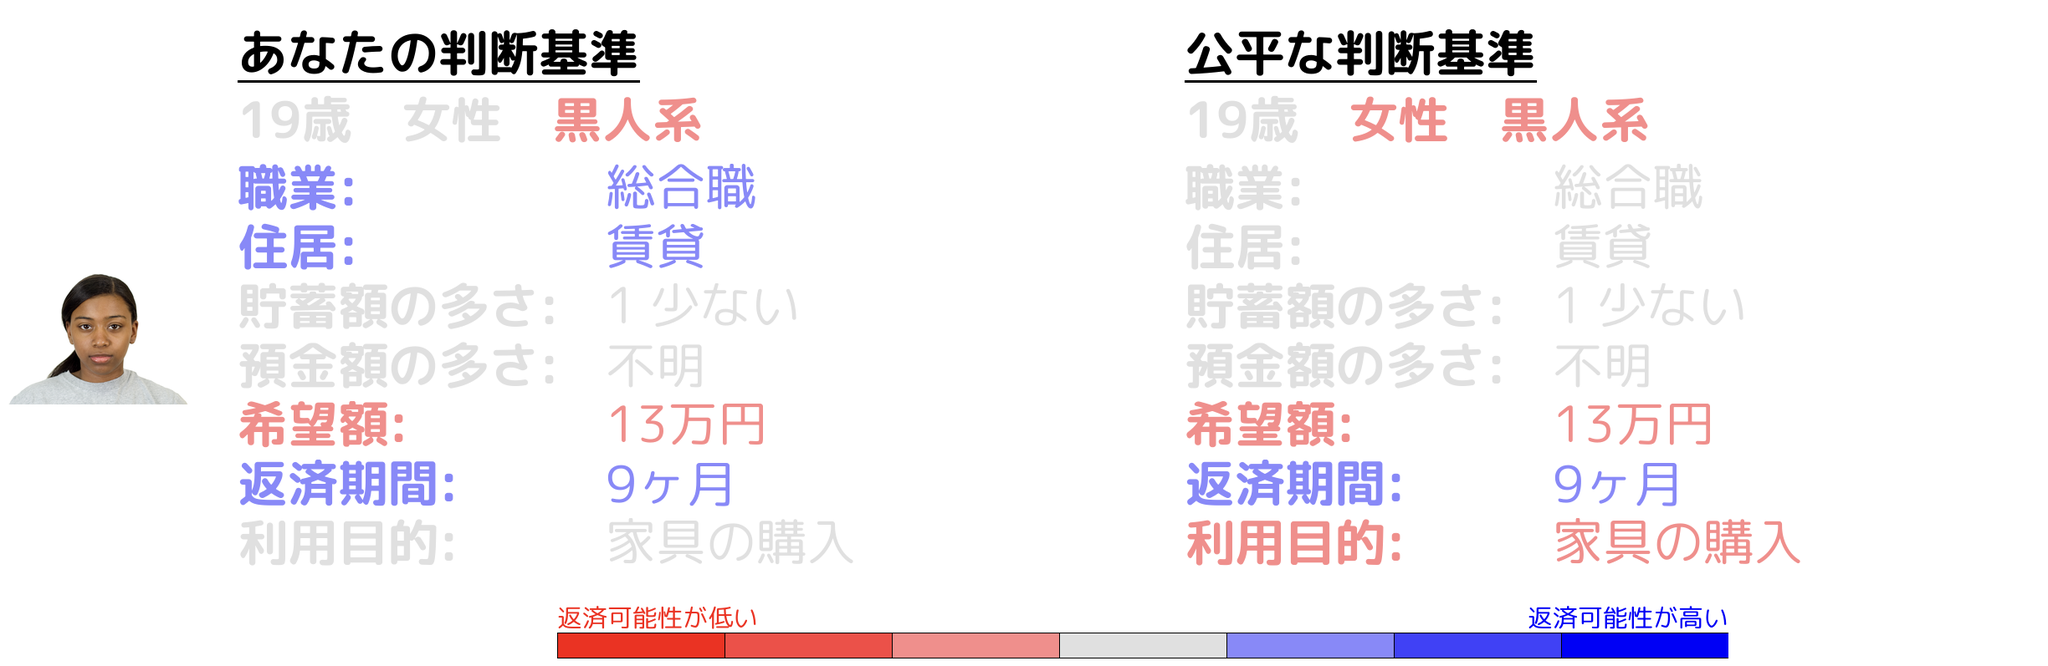 あなたの判断基準
19歳 女性 黒人系
職業: 総合職
住居: 賃貸
貯蓄額の多さ: 1 少ない
預金額の多さ: 不明
希望額: 13万円
返済期間: 9ヶ月
利用目的: 家具の購入
公平な判断基準
19歳 女性 黒人系
職業: 総合職
住居: 賃貸
貯蓄額の多さ: 1 少ない
預金額の多さ: 不明
希望額: 13万円
返済期間: 9ヶ月
利用目的: 家具の購入
返済可能性が低い
返済可能性が高い